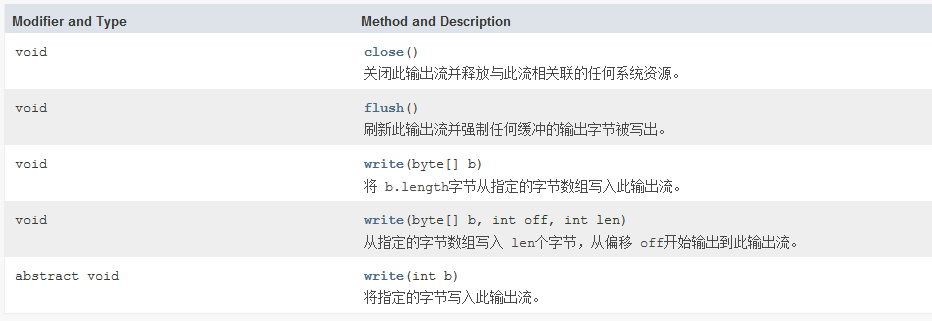 Modifier and Type Method and Description
void close()
关闭此输出流并释放与此流相关联的任何系统资源。
void flush()
刷新此输出流并强制任何缓冲的输出字节被写出。
void write(byte[] b)
将 b.length字节从指定的字节数组写入此输出流。
void write(byte[] b, int off, int len)
从指定的字节数组写入 len个字节，从偏移 off开始输出到此输出流。
abstract void write(int b)
将指定的字节写入此输出流。